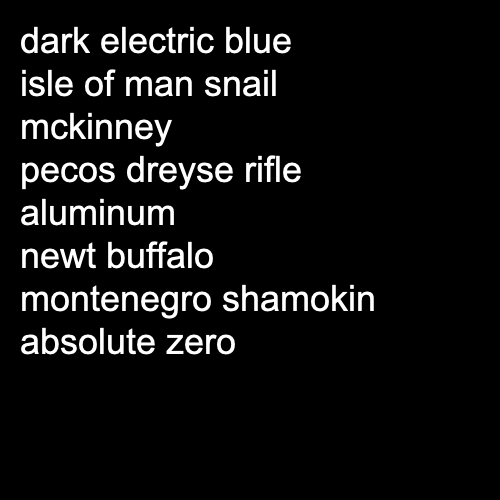 dark electric blue
isle of man snail
mckinney
pecos dreyse rifle
aluminum
newt buffalo
montenegro shamokin
absolute zero